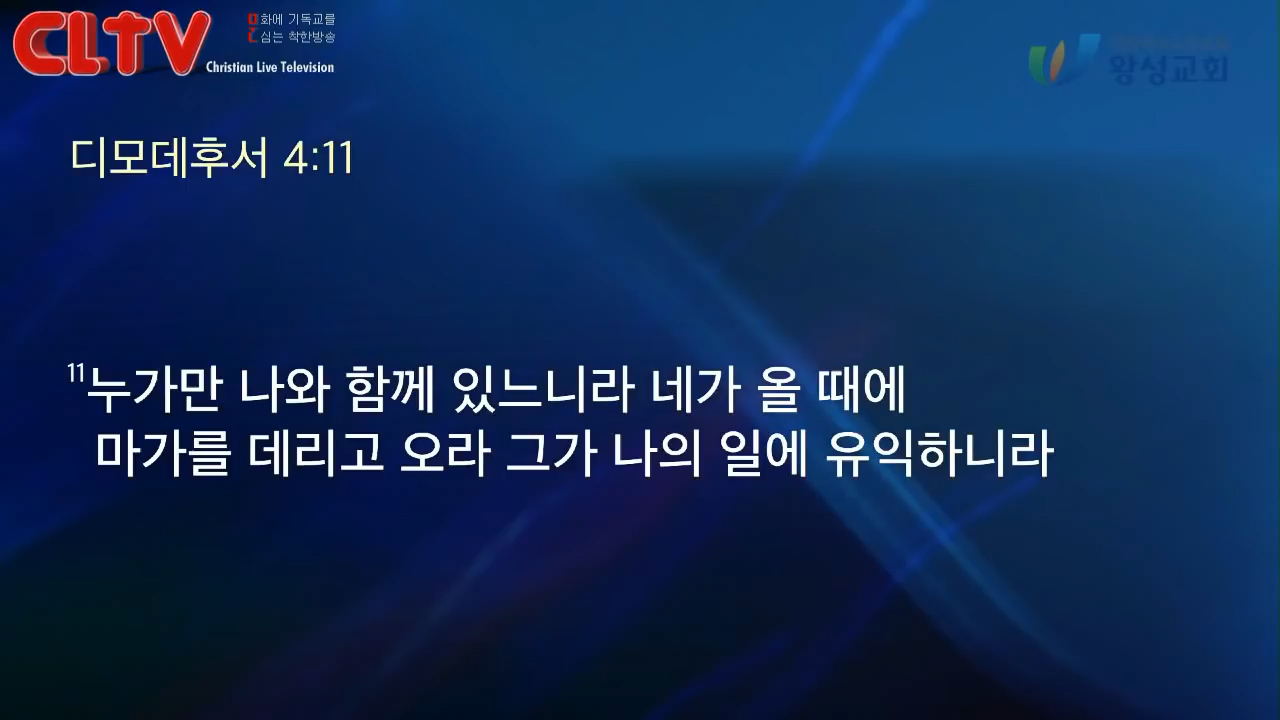 CLTV
문화에 기독교를
심는 착한방송
Christian Live Television
왕성교회
디모데후서 4:11
11 누가만 나와 함께 있느니라 네가 올 때에
마가를 데리고 오라 그가 나의 일에 유익하니라